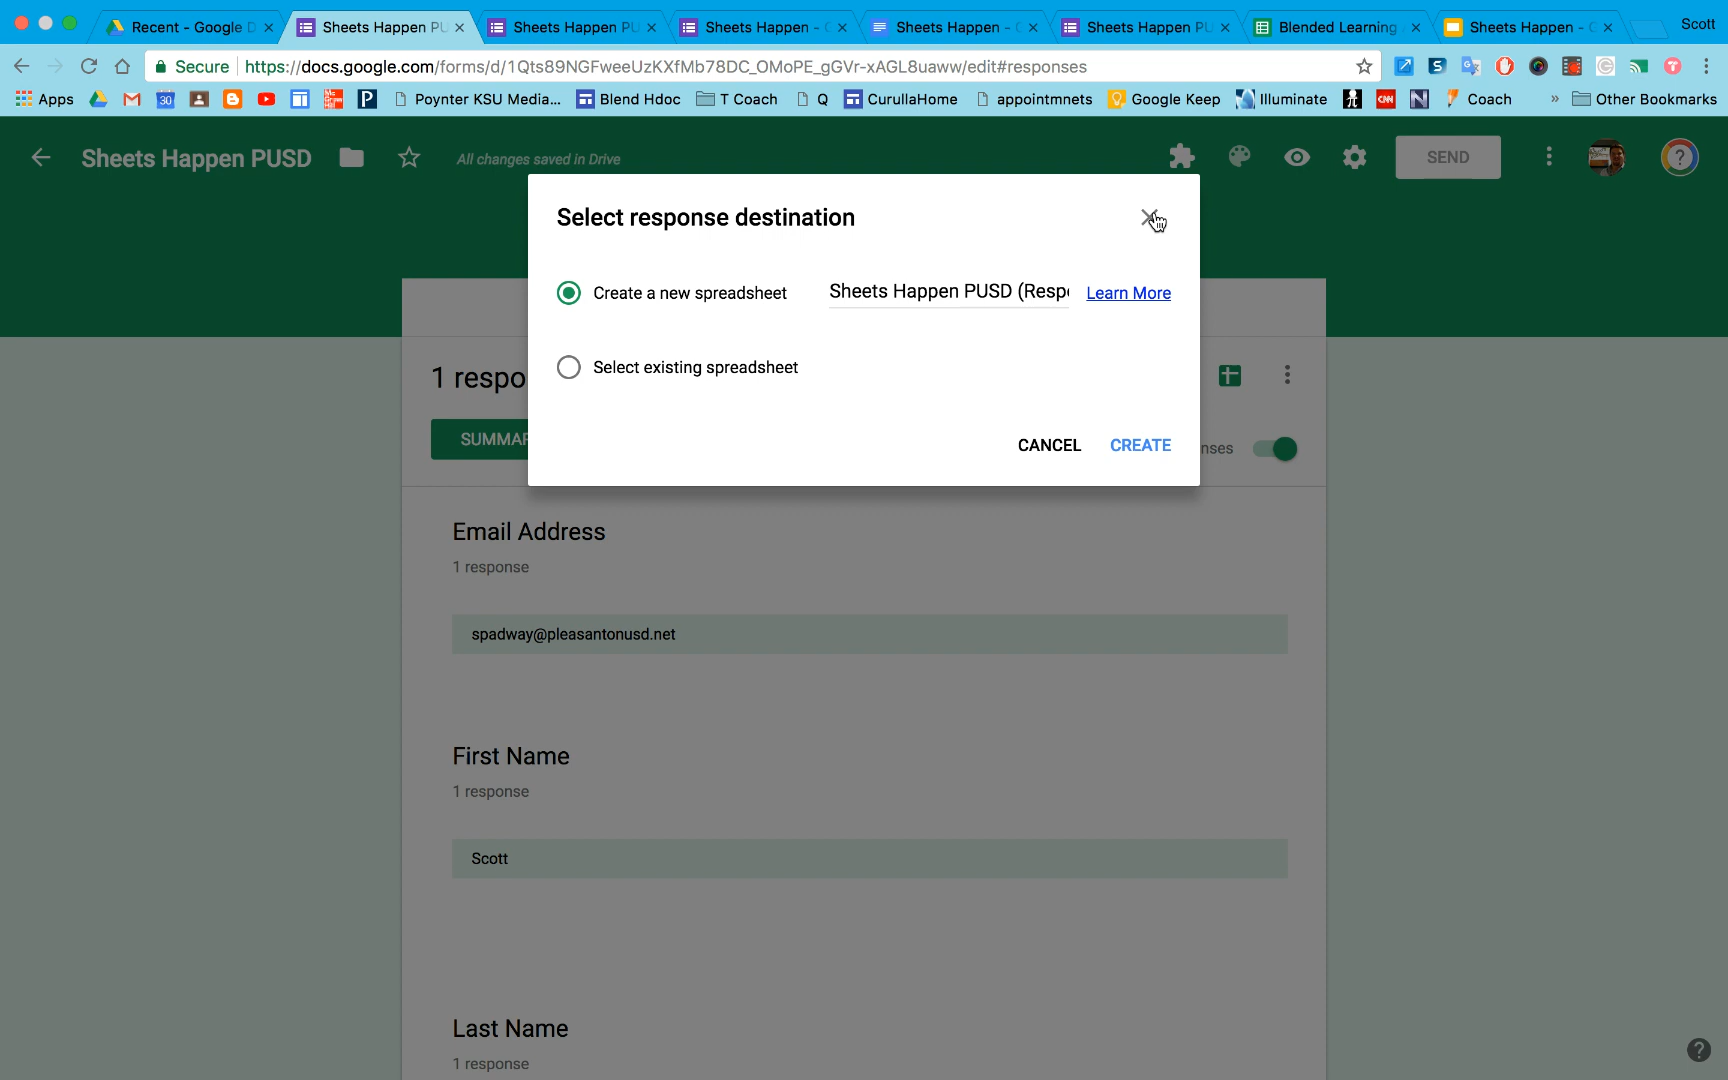 Recent - Google D
Sheets Happen PU
Sheets Happen PU
Sheets Happen - G
Sheets Happen - G
Sheets Happen PU
Blended Learning
Sheets Happen - G
Scott
Secure
https://docs.google.com/forms/d/1Qts89NGFweeUzKXfMb78DC_OMoPE_gGVr-xAGL8uaww/edit#responses
Apps
30
P
Poynter KSU Media...
Blend Hdoc
T Coach
Q
CurullaHome
appointmnets
Google Keep
Illuminate
CNN
N
Coach
»
Other Bookmarks
Sheets Happen PUSD
All changes saved in Drive
SEND
Select response destination
Create a new spreadsheet
Sheets Happen PUSD (Resp
Learn More
Select existing spreadsheet
CANCEL
CREATE
1 respo
SUMMAR
nses
Email Address
1 response
spadway@pleasantonusd.net
First Name
1 response
Scott
Last Name
1 response